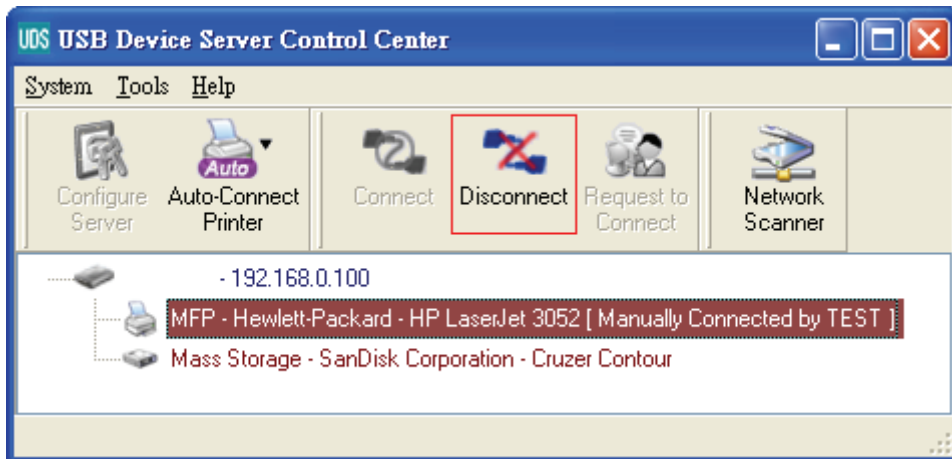 UDS USB Device Server Control Center
System Tools Help
Auto
Configure Server
Auto-Connect Printer
Connect
Disconnect
Request to Connect
Network Scanner
- 192.168.0.100
MFP - Hewlett-Packard - HP LaserJet 3052 [ Manually Connected by TEST ]
Mass Storage - SanDisk Corporation - Cruzer Contour